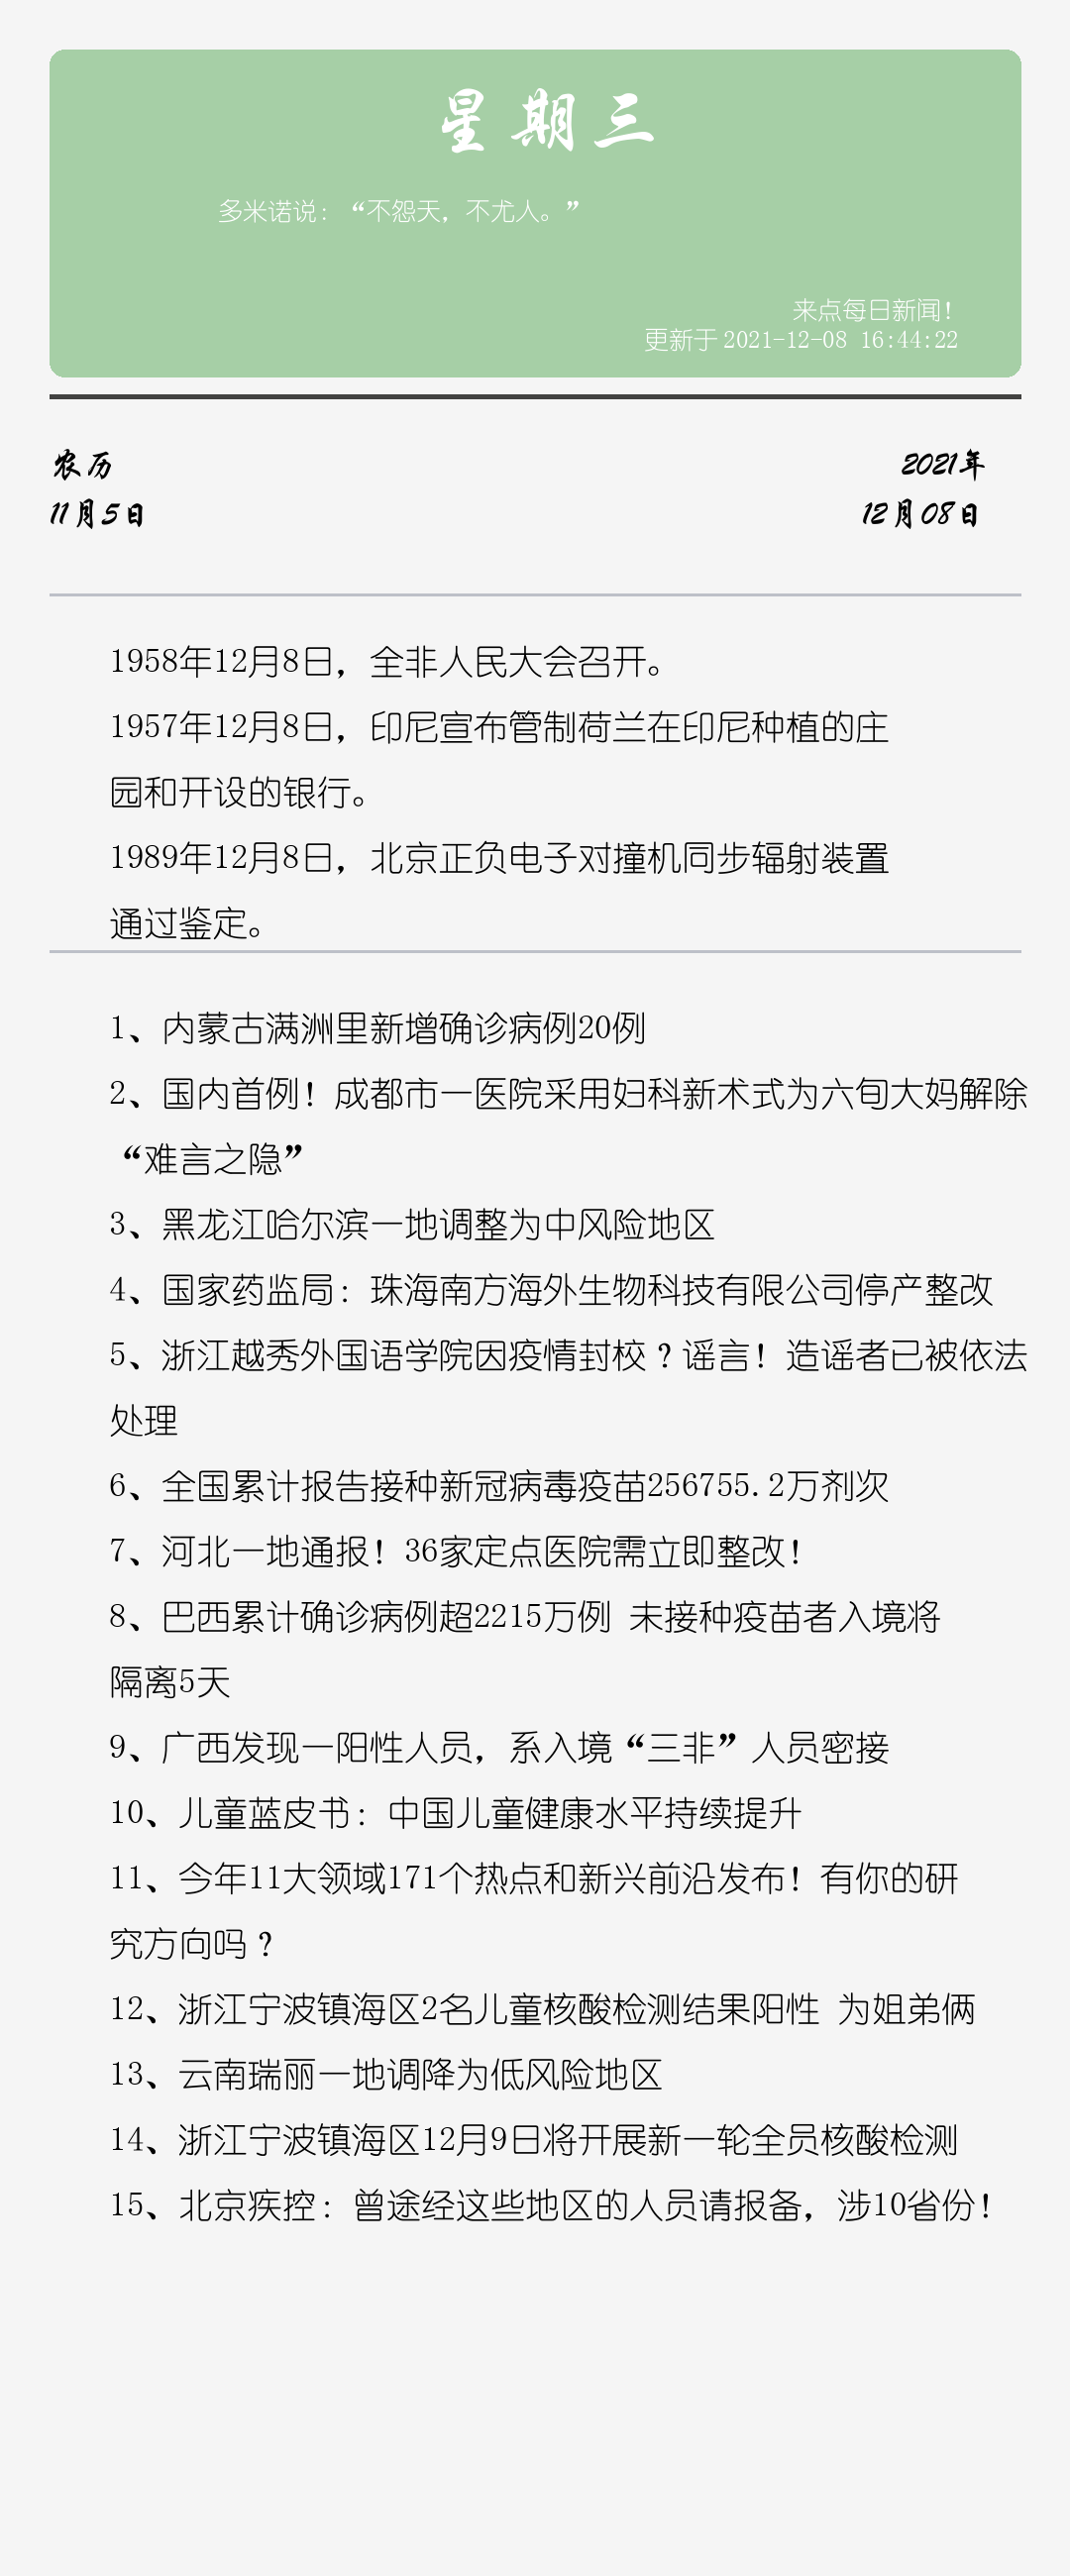 星期三
多米诺说：“不怨天，不尤人。”
来点每日新闻！
更新于 2021-12-08 16:44:22
农历
2021年
11月5日
12月08日
1958年12月8日，全非人民大会召开。
1957年12月8日，印尼宣布管制荷兰在印尼种植的庄
园和开设的银行。
1989年12月8日，北京正负电子对撞机同步辐射装置
通过鉴定。
1、内蒙古满洲里新增确诊病例20例
2、国内首例！成都市一医院采用妇科新术式为六旬大妈解除
“难言之隐”
3、黑龙江哈尔滨一地调整为中风险地区
4、国家药监局：珠海南方海外生物科技有限公司停产整改
5、浙江越秀外国语学院因疫情封校？谣言！造谣者已被依法
处理
6、全国累计报告接种新冠病毒疫苗256755.2万剂次
7、河北一地通报！36家定点医院需立即整改！
8、巴西累计确诊病例超2215万例 未接种疫苗者入境将
隔离5天
9、广西发现一阳性人员，系入境“三非”人员密接
10、儿童蓝皮书：中国儿童健康水平持续提升
11、今年11大领域171个热点和新兴前沿发布！有你的研
究方向吗？
12、浙江宁波镇海区2名儿童核酸检测结果阳性 为姐弟俩
13、云南瑞丽一地调降为低风险地区
14、浙江宁波镇海区12月9日将开展新一轮全员核酸检测
15、北京疾控：曾途经这些地区的人员请报备，涉10省份！